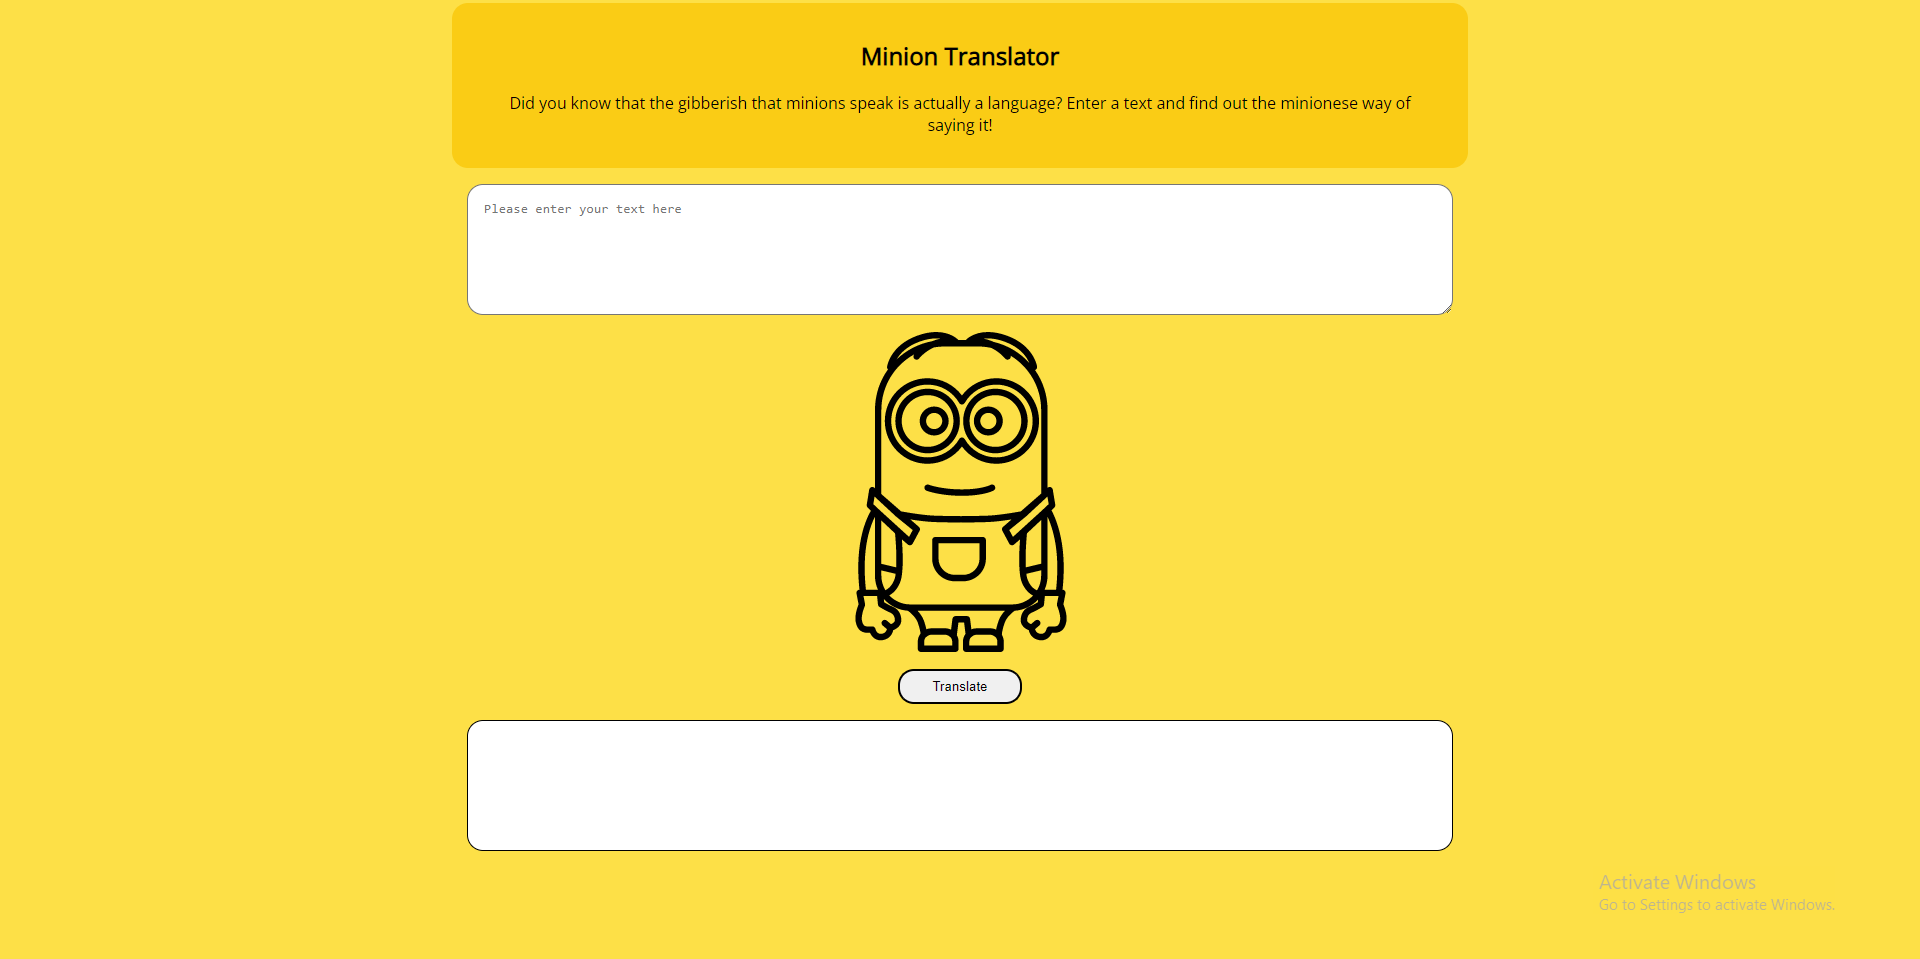 Minion Translator
Did you know that the gibberish that minions speak is actually a language? Enter a text and find out the minionese way of
saying it!
Please enter your text here
Translate
Activate Windows
Go to Settings to activate Windows.